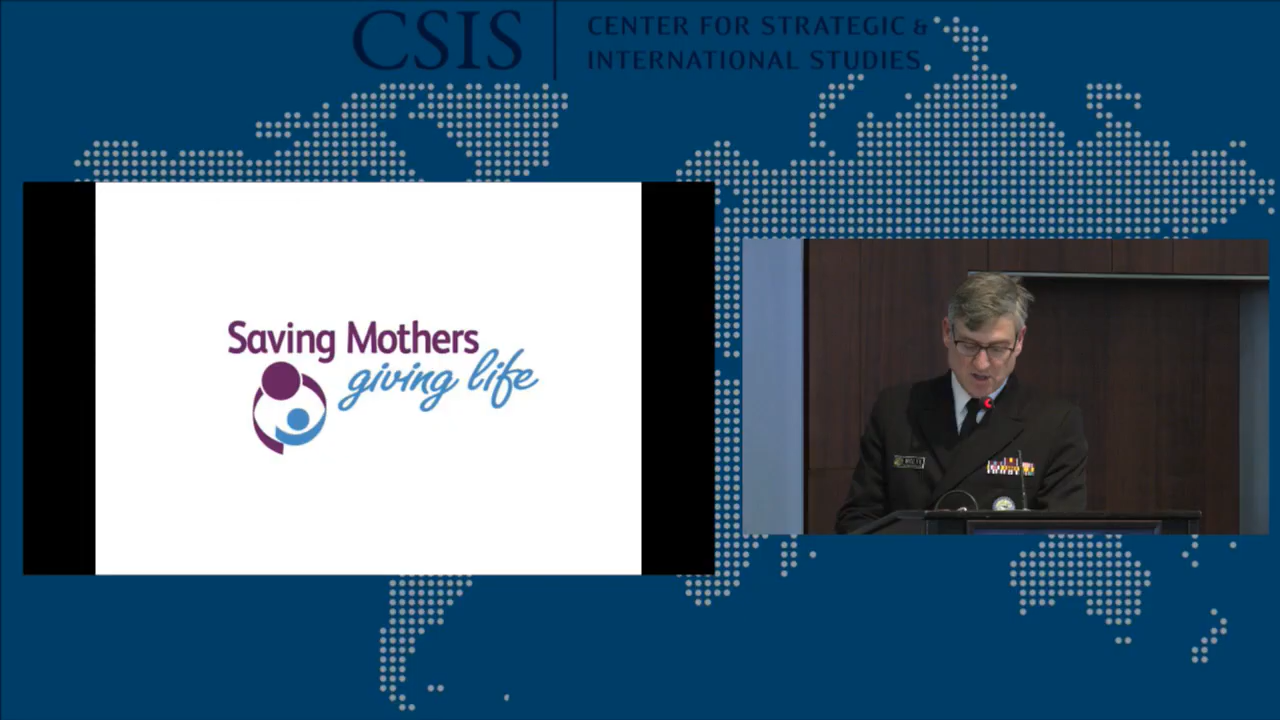 CSIS
CENTER FOR STRATEGIC &
INTERNATIONAL STUDIES
Saving Mothers
giving life